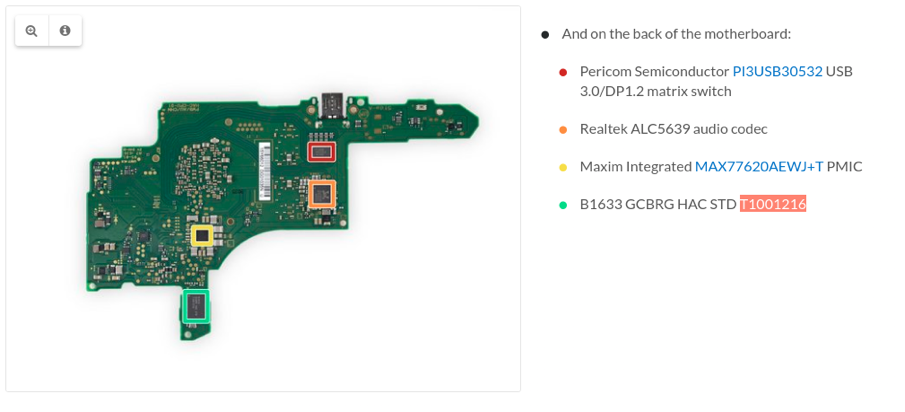 And on the back of the motherboard:
Pericom Semiconductor PI3USB30532 USB
3.0/DP1.2 matrix switch
Realtek ALC5639 audio codec
Maxim Integrated MAX77620AEWJ+T PMIC
B1633 GCBRG HAC STD T1001216